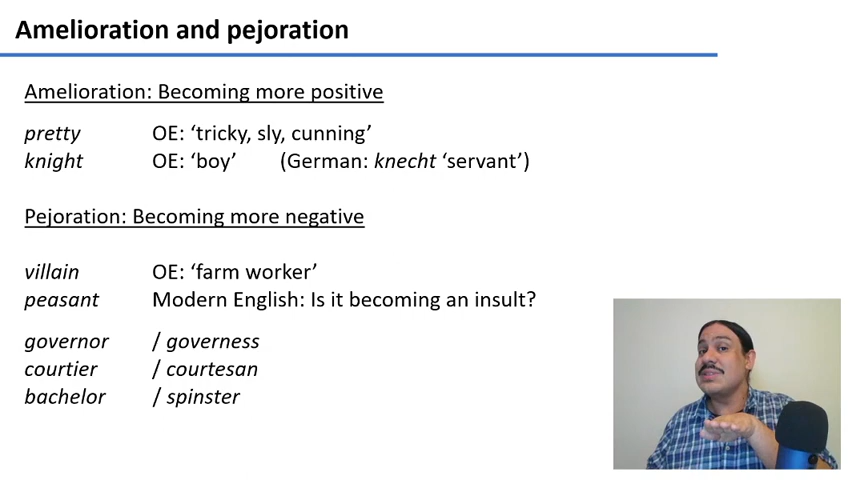 Amelioration and pejoration
Amelioration: Becoming more positive
pretty OE: ‘tricky, sly, cunning’
knight OE: ‘boy’ (German: knecht ‘servant’)
Pejoration: Becoming more negative
villain OE: ‘farm worker’
peasant Modern English: Is it becoming an insult?
governor / governess
courtier / courtesan
bachelor / spinster